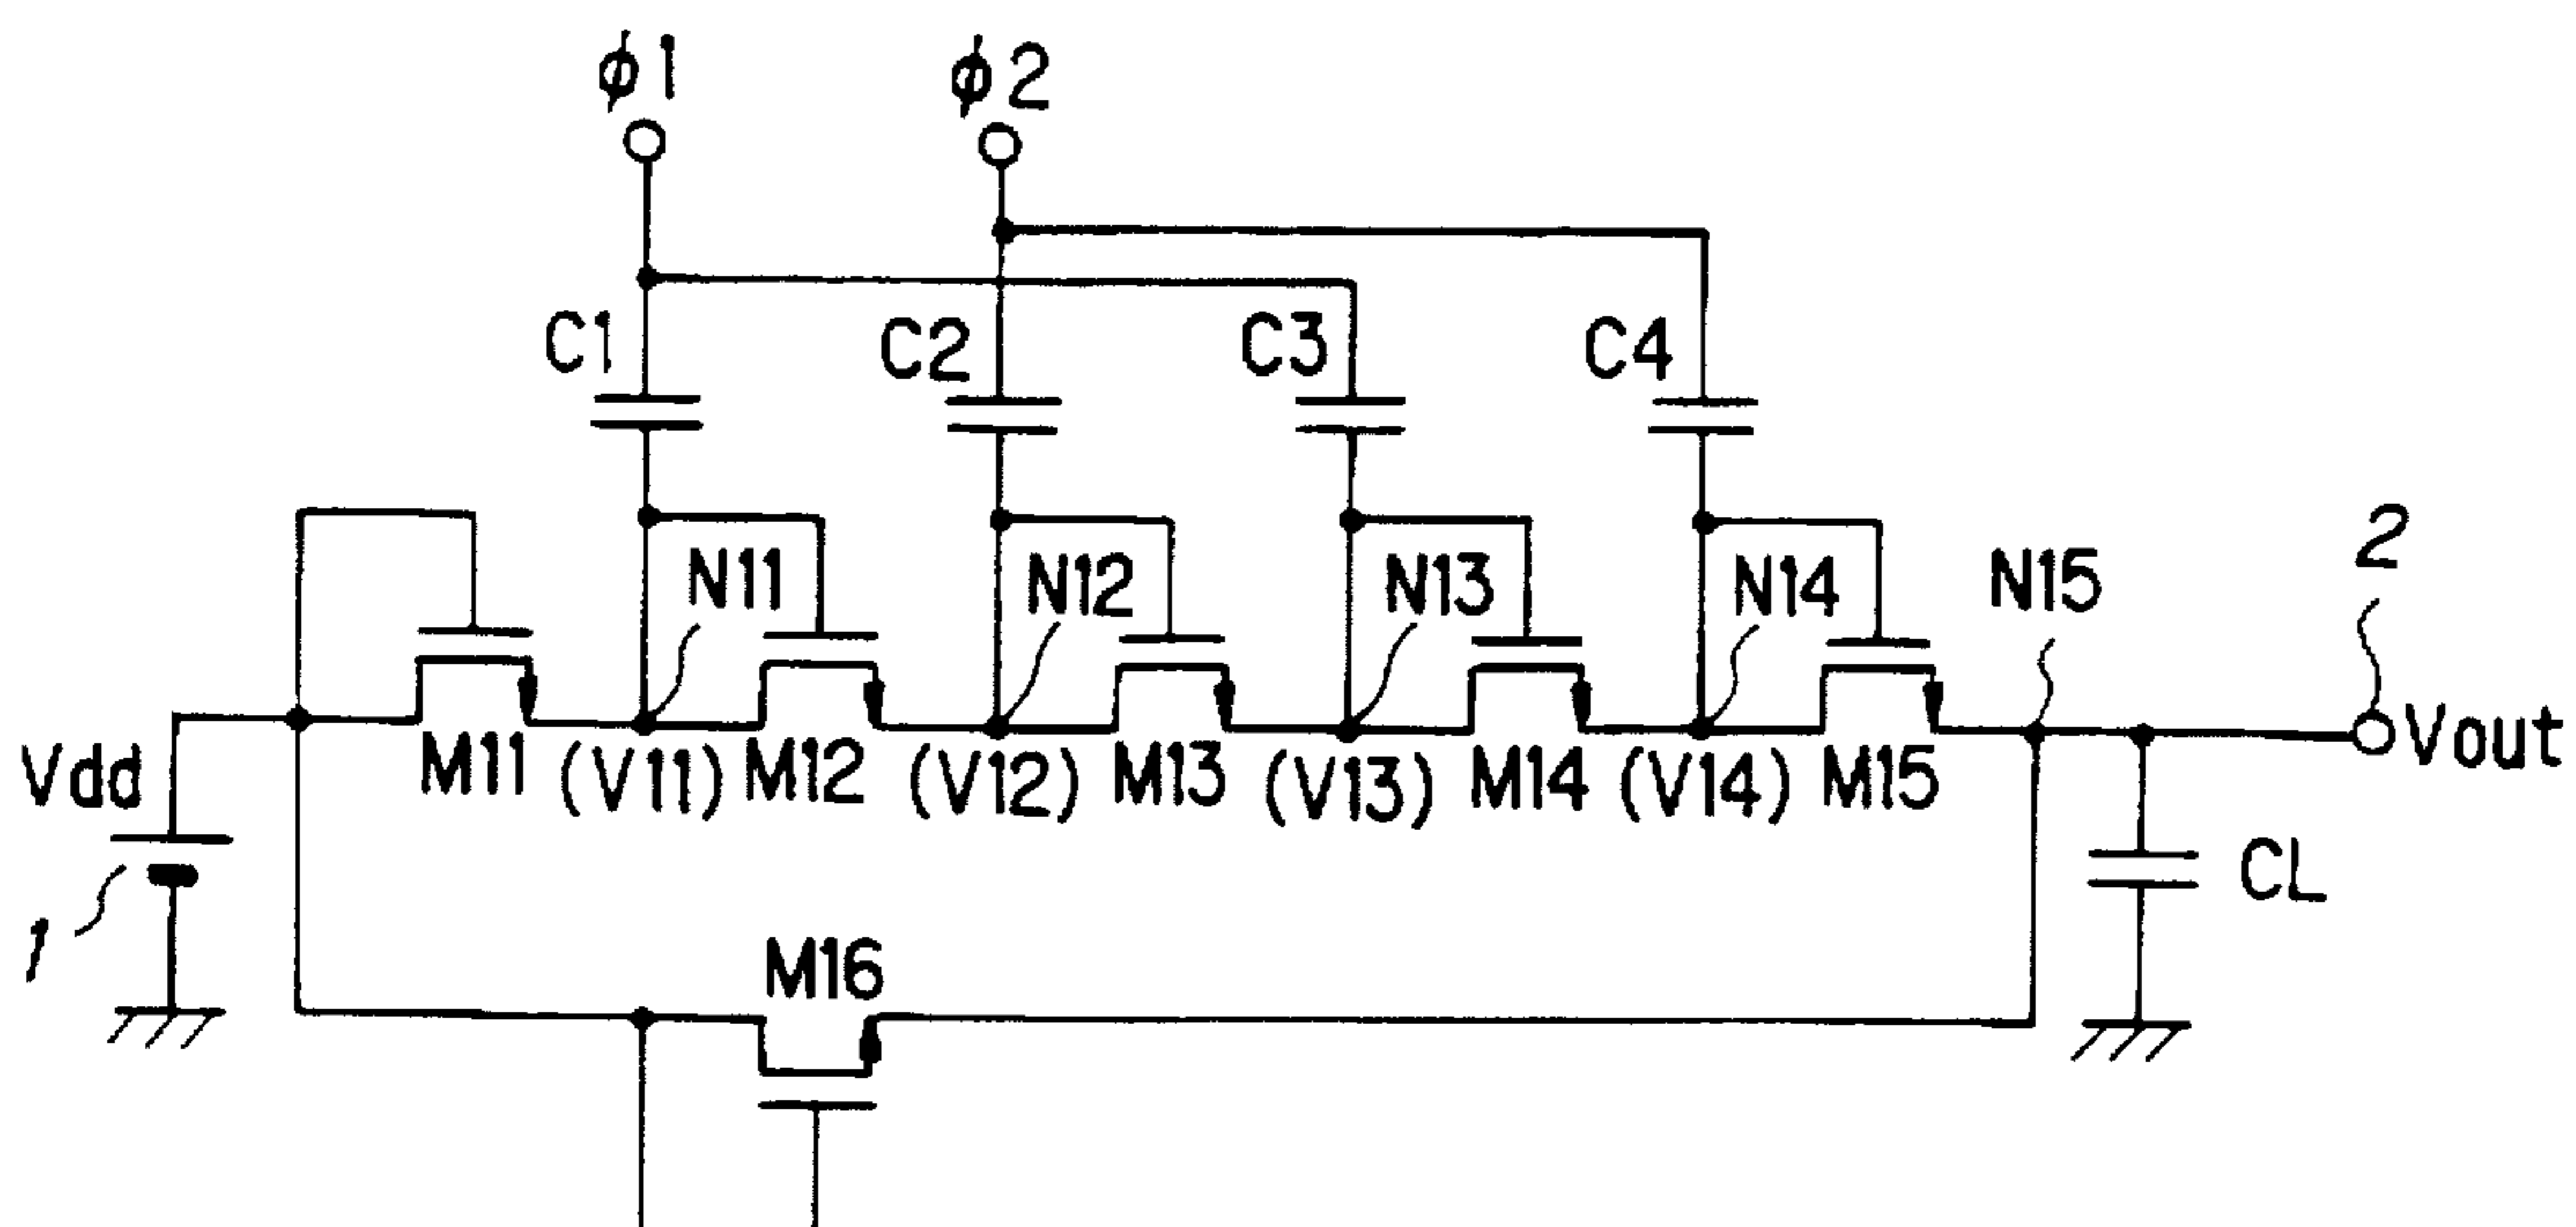 ϕ1 ϕ2
C1 C2 C3 C4
N11 N12 N13 N14 N15 2
Vdd M11 (V11) M12 (V12) M13 (V13) M14 (V14) M15 Vout
1 CL
M16